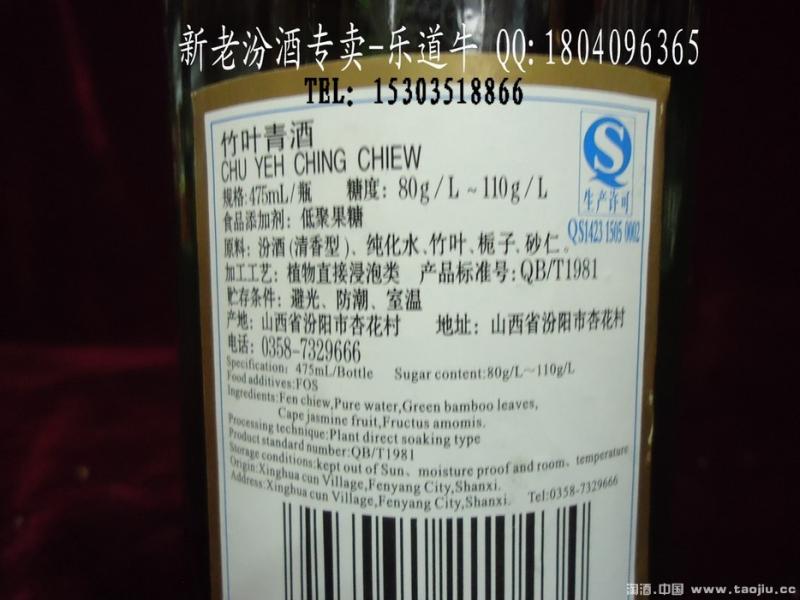 新老汾酒专卖-乐道牛 QQ:1804096365
TEL: 15303518866
竹叶青酒
CHU YEH CHING CHIEW
规格:475mL/瓶 糖度: 80g/L~110g/L
食品添加剂: 低聚果糖
原料: 汾酒(清香型)、纯化水、竹叶、栀子、砂仁。
加工工艺: 植物直接浸泡类 产品标准号:QB/T1981
贮存条件: 避光、防潮、室温
产地: 山西省汾阳市杏花村 地址: 山西省汾阳市杏花村
电话: 0358-7329666
生产许可
QS1423 1505 0002
Specification: 475mL/Bottle Sugar content:80g/L~110g/L
Food additives:FOS
Ingredients:Fen chiew,Pure water,Green bamboo leaves,
Cape jasmine fruit,Fructus amomis.
Processing technique:Plant direct soaking type
Product standard number:QB/T1981
Storage conditions:kept out of Sun、moisture proof and room、temperature
Origin:Xinghua cun Village,Fenyang City,Shanxi.
Address:Xinghua cun Village,Fenyang City,Shanxi. Tel:0358-7329666
淘酒.中国 www.taojiu.cc